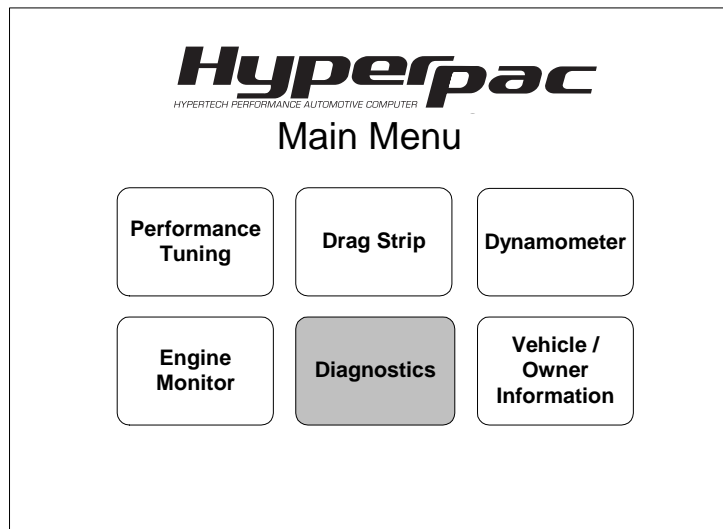 Hyperpac
HYPERTECH PERFORMANCE AUTOMOTIVE COMPUTER
Main Menu
Performance
Tuning
Drag Strip
Dynamometer
Engine
Monitor
Diagnostics
Vehicle /
Owner
Information